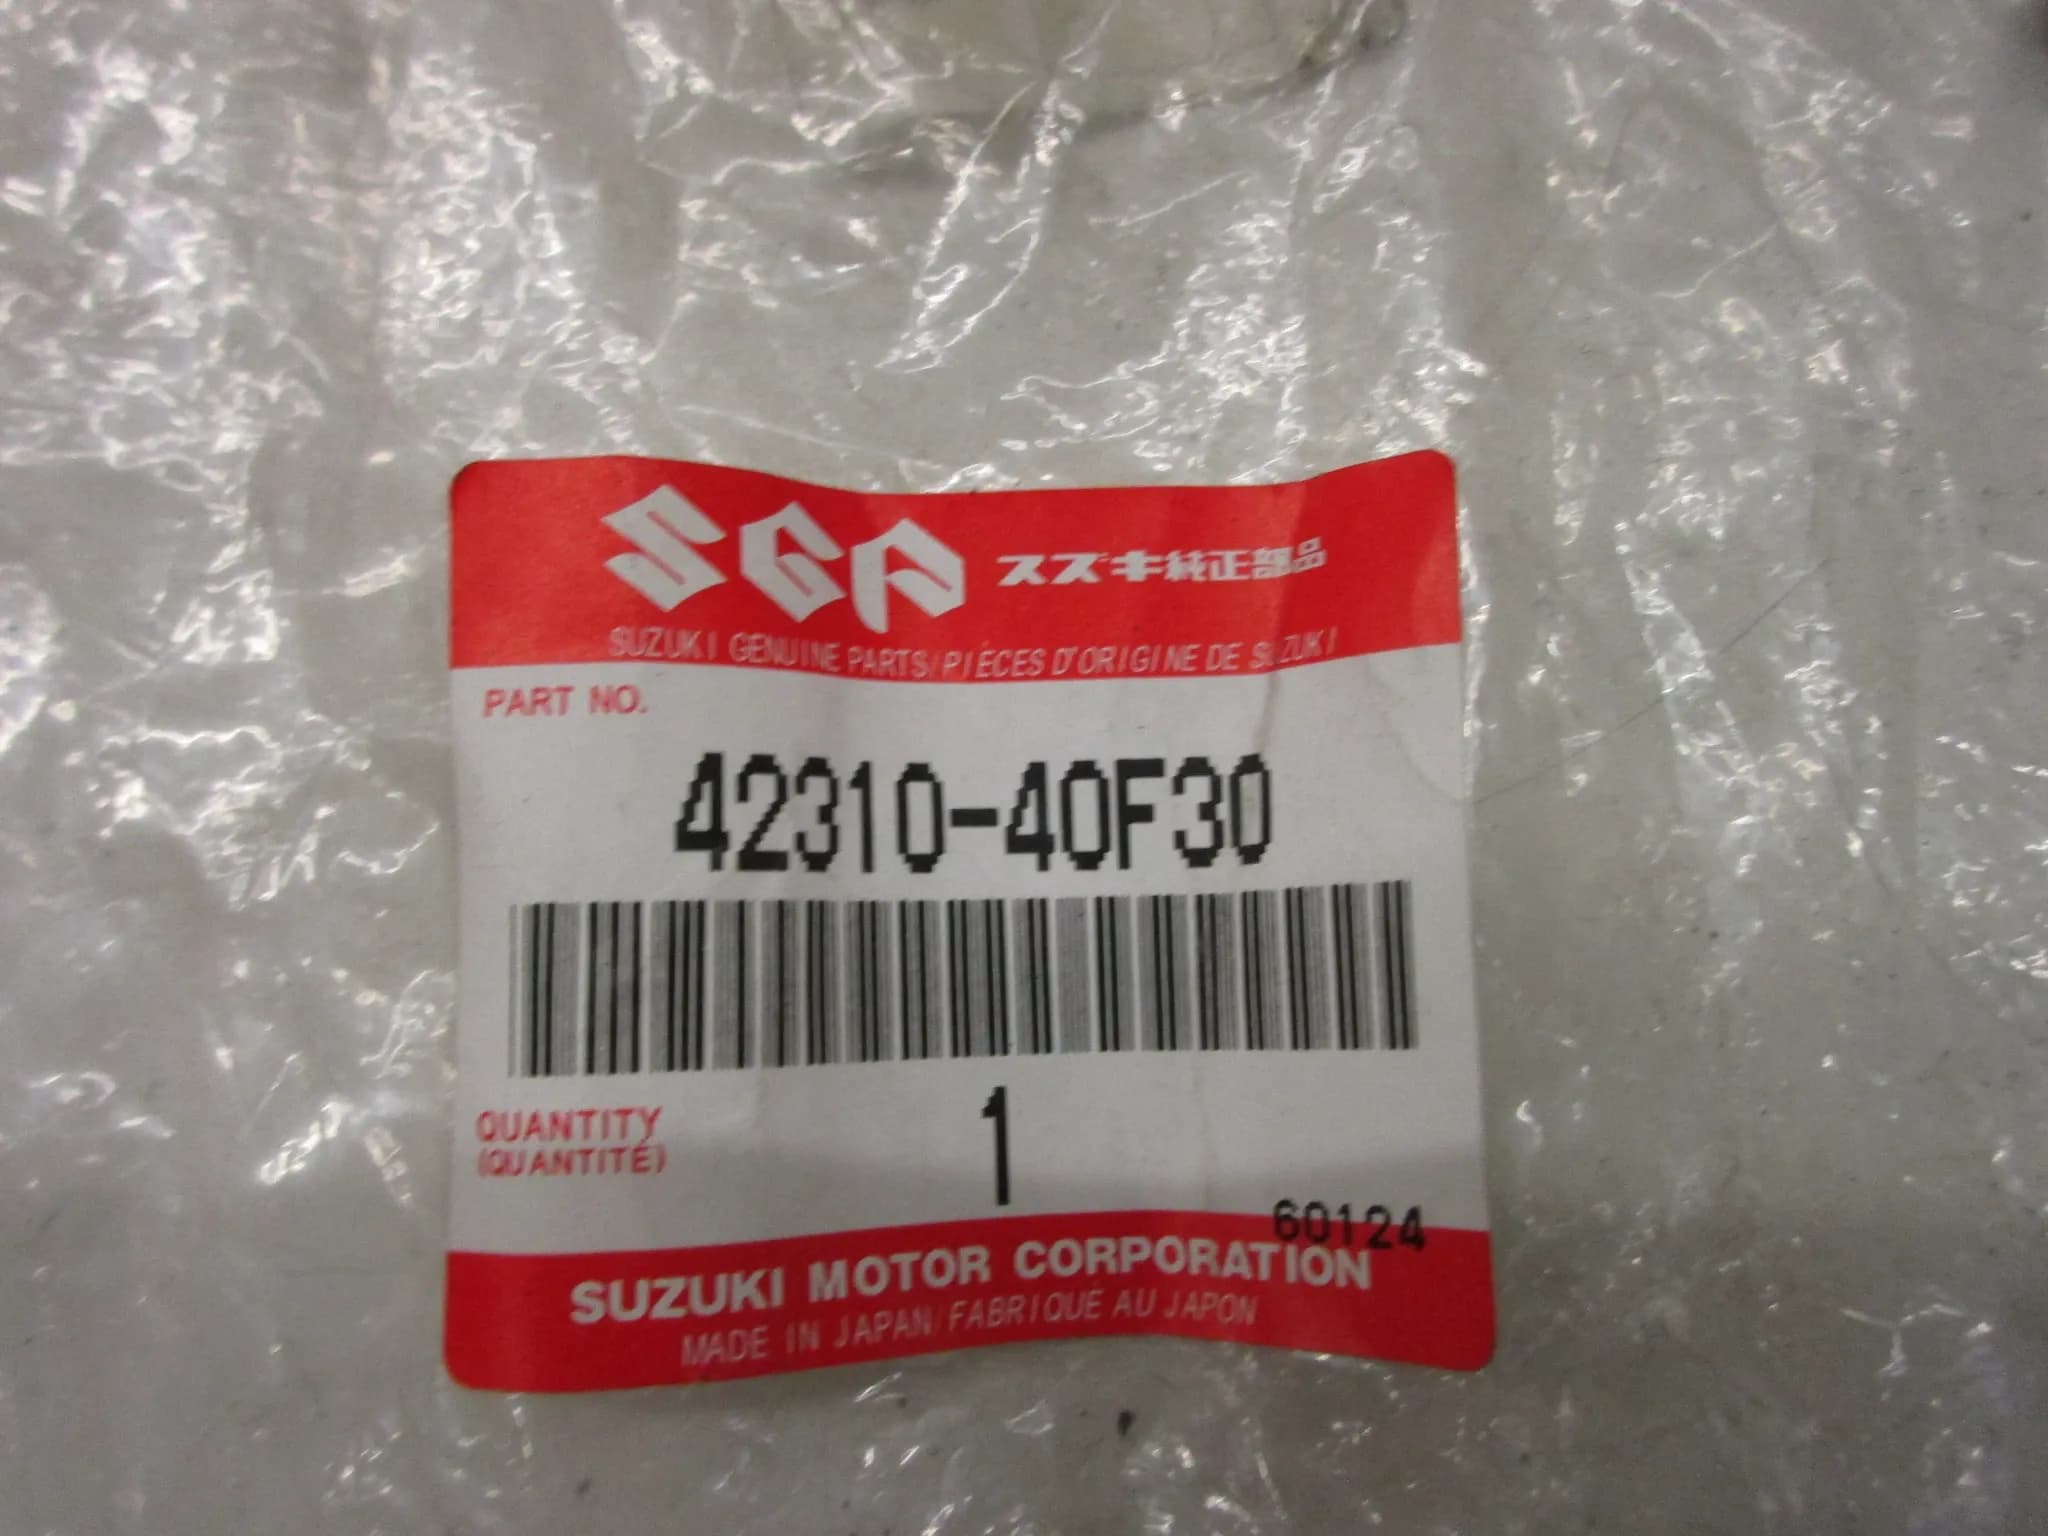 SGP スズキ純正部品
SUZUKI GENUINE PARTS/PIÈCES D'ORIGINE DE SUZUKI
PART NO.
42310-40F30
QUANTITY
(QUANTITÉ)
1
60124
SUZUKI MOTOR CORPORATION
MADE IN JAPAN/FABRIQUÉ AU JAPON